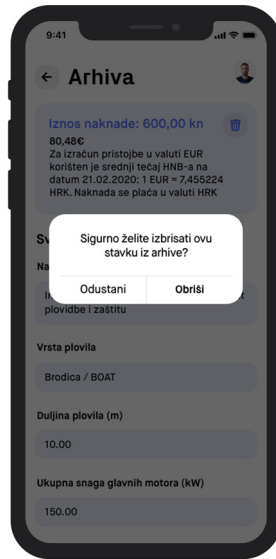 9:41
Arhiva
Iznos naknade: 600,00 kn
80,48€
Za izračun pristojbe u valuti EUR
korišten je srednji tečaj HNB-a na
datum 21.02.2020: 1 EUR = 7,455224
HRK. Naknada se plaća u valuti HRK
Sigurno želite izbrisati ovu
stavku iz arhive?
Odustani Obriši
plovidbe i zaštitu
Vrsta plovila
Brodica / BOAT
Duljina plovila (m)
10.00
Ukupna snaga glavnih motora (kW)
150.00